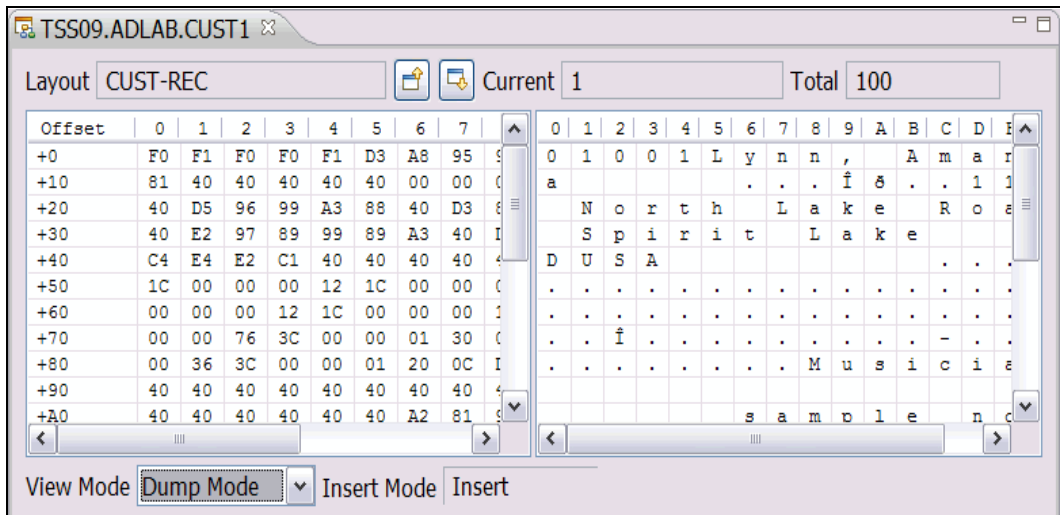 TSS09.ADLAB.CUST1
Layout CUST-REC Current 1 Total 100
Offset 0 1 2 3 4 5 6 7 0 1 2 3 4 5 6 7 8 9 A B C D E
+0 F0 F1 F0 F0 F1 D3 A8 95 0 1 0 0 1 L y n n , A m a r
+10 81 40 40 40 40 40 00 00 a . . . Î ð . . 1 1
+20 40 D5 96 99 A3 88 40 D3 N o r t h L a k e R o a
+30 40 E2 97 89 99 89 A3 40 S p i r i t L a k e
+40 C4 E4 E2 C1 40 40 40 40 D U S A . . .
+50 1C 00 00 00 12 1C 00 00 . . . . . . . . . . . . . . .
+60 00 00 00 12 1C 00 00 00 . . . . . . . . . . . . . . .
+70 00 00 76 3C 00 00 01 30 . . Î . . . . . . . . . - . .
+80 00 36 3C 00 00 01 20 0C . . . . . . . . M u s i c i a
+90 40 40 40 40 40 40 40 40
+A0 40 40 40 40 40 40 A2 81 s a m p l e n o
View Mode Dump Mode Insert Mode Insert